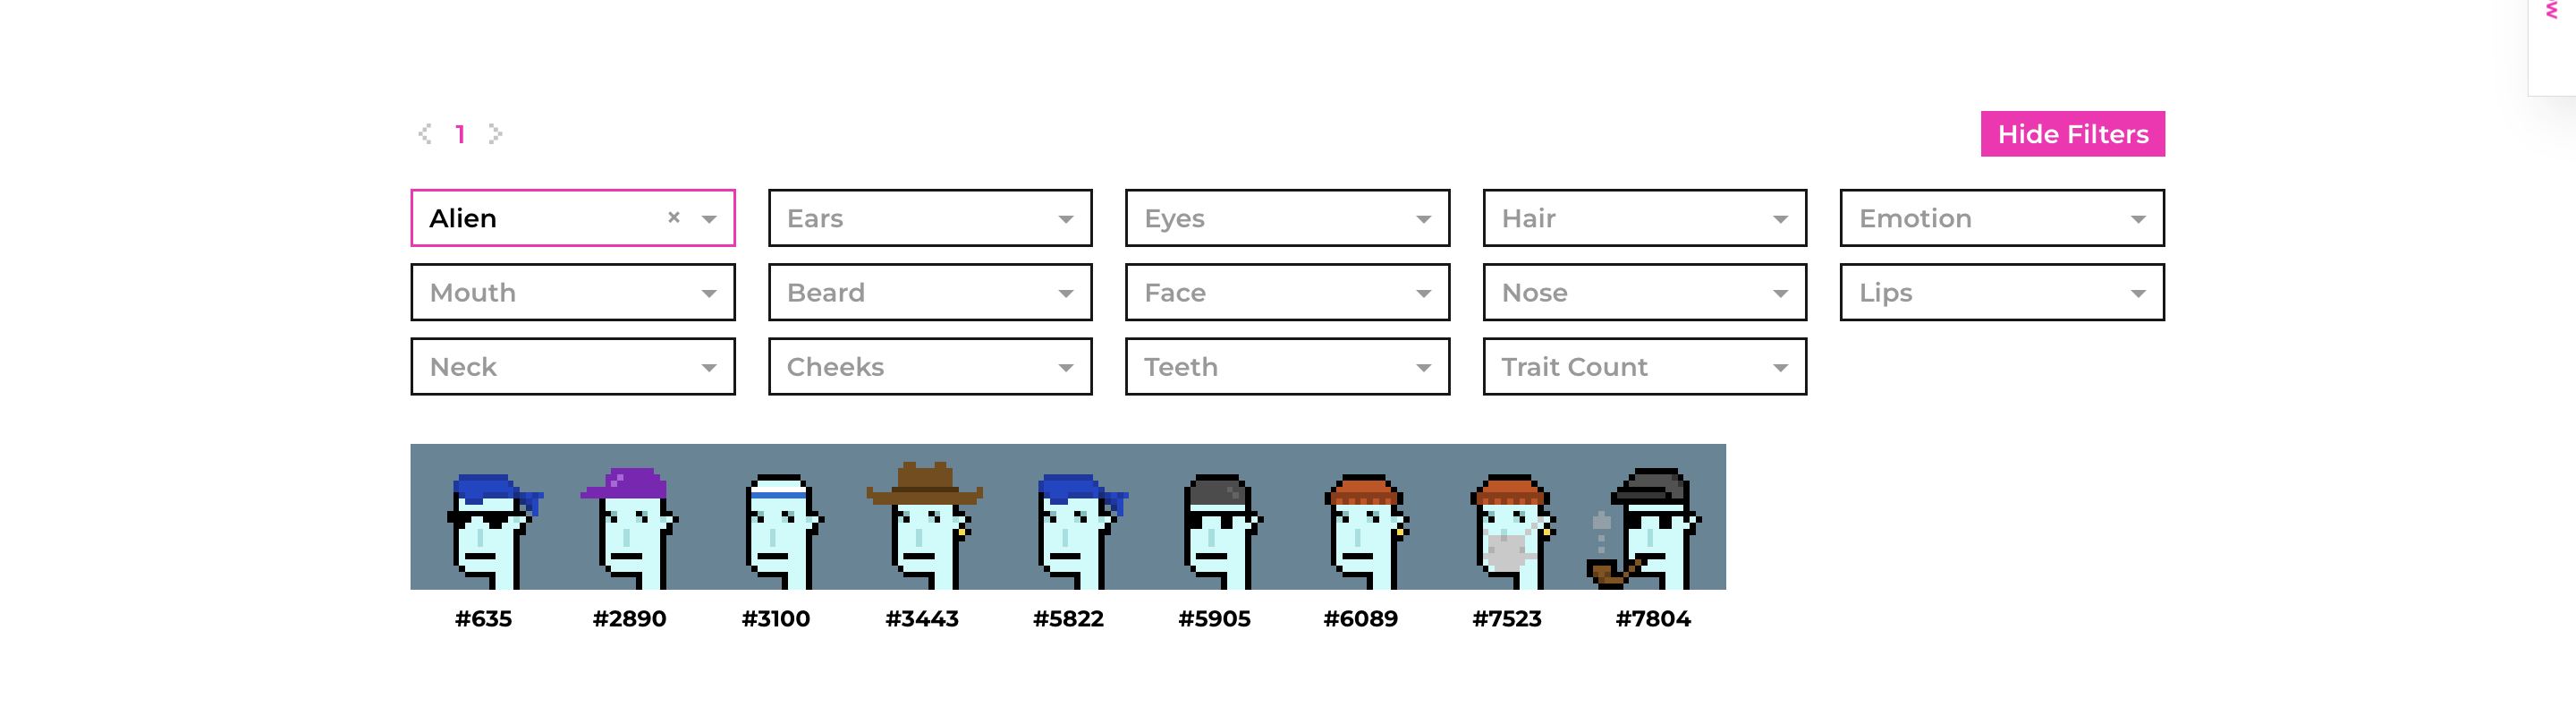 1
Hide Filters
Alien ×
Ears
Eyes
Hair
Emotion
Mouth
Beard
Face
Nose
Lips
Neck
Cheeks
Teeth
Trait Count
#635
#2890
#3100
#3443
#5822
#5905
#6089
#7523
#7804